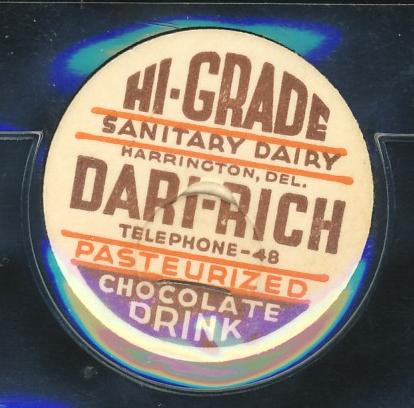 HI-GRADE
SANITARY DAIRY
HARRINGTON, DEL.
DARI-RICH
TELEPHONE-48
PASTEURIZED
CHOCOLATE
DRINK